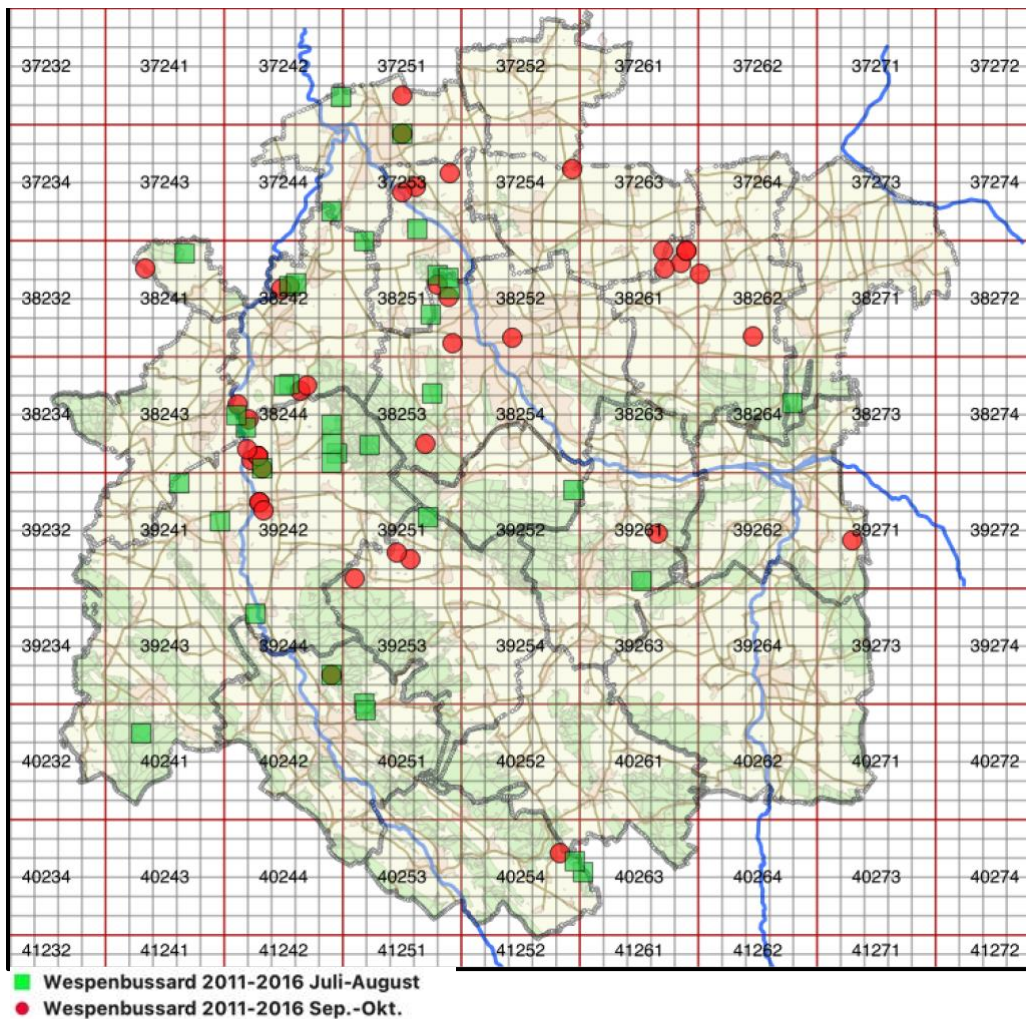 37232 37241 37242 37251 37252 37261 37262 37271 37272
37234 37243 37244 37253 37254 37263 37264 37273 37274
38232 38241 38242 38251 38252 38261 38262 38271 38272
38234 38243 38244 38253 38254 38263 38264 38273 38274
39232 39241 39242 39251 39252 39261 39262 39271 39272
39234 39243 39244 39253 39254 39263 39264 39273 39274
40232 40241 40242 40251 40252 40261 40262 40271 40272
40234 40243 40244 40253 40254 40263 40264 40273 40274
41232 41241 41242 41251 41252 41261 41262 41271 41272
Wespenbussard 2011-2016 Juli-August
Wespenbussard 2011-2016 Sep.-Okt.